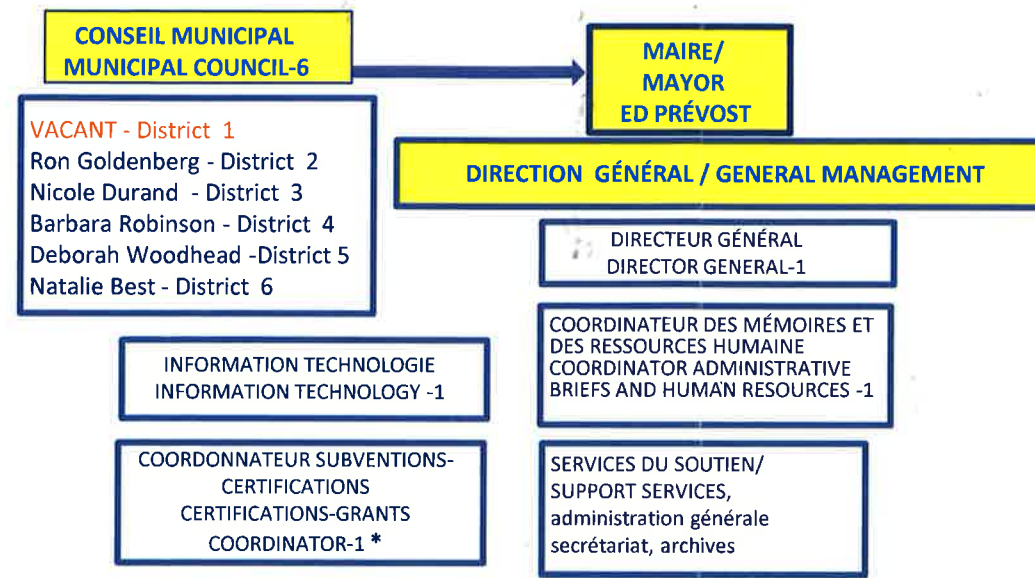 CONSEIL MUNICIPAL
MUNICIPAL COUNCIL-6
MAIRE/
MAYOR
ED PRÉVOST
VACANT - District 1
Ron Goldenberg - District 2
Nicole Durand - District 3
Barbara Robinson - District 4
Deborah Woodhead -District 5
Natalie Best - District 6
DIRECTION GÉNÉRAL / GENERAL MANAGEMENT
DIRECTEUR GÉNÉRAL
DIRECTOR GENERAL-1
COORDINATEUR DES MÉMOIRES ET
DES RESSOURCES HUMAINE
COORDINATOR ADMINISTRATIVE
BRIEFS AND HUMAN RESOURCES -1
INFORMATION TECHNOLOGIE
INFORMATION TECHNOLOGY -1
COORDONNATEUR SUBVENTIONS-
CERTIFICATIONS
CERTIFICATIONS-GRANTS
COORDINATOR-1 *
SERVICES DU SOUTIEN/
SUPPORT SERVICES,
administration générale
secrétariat, archives